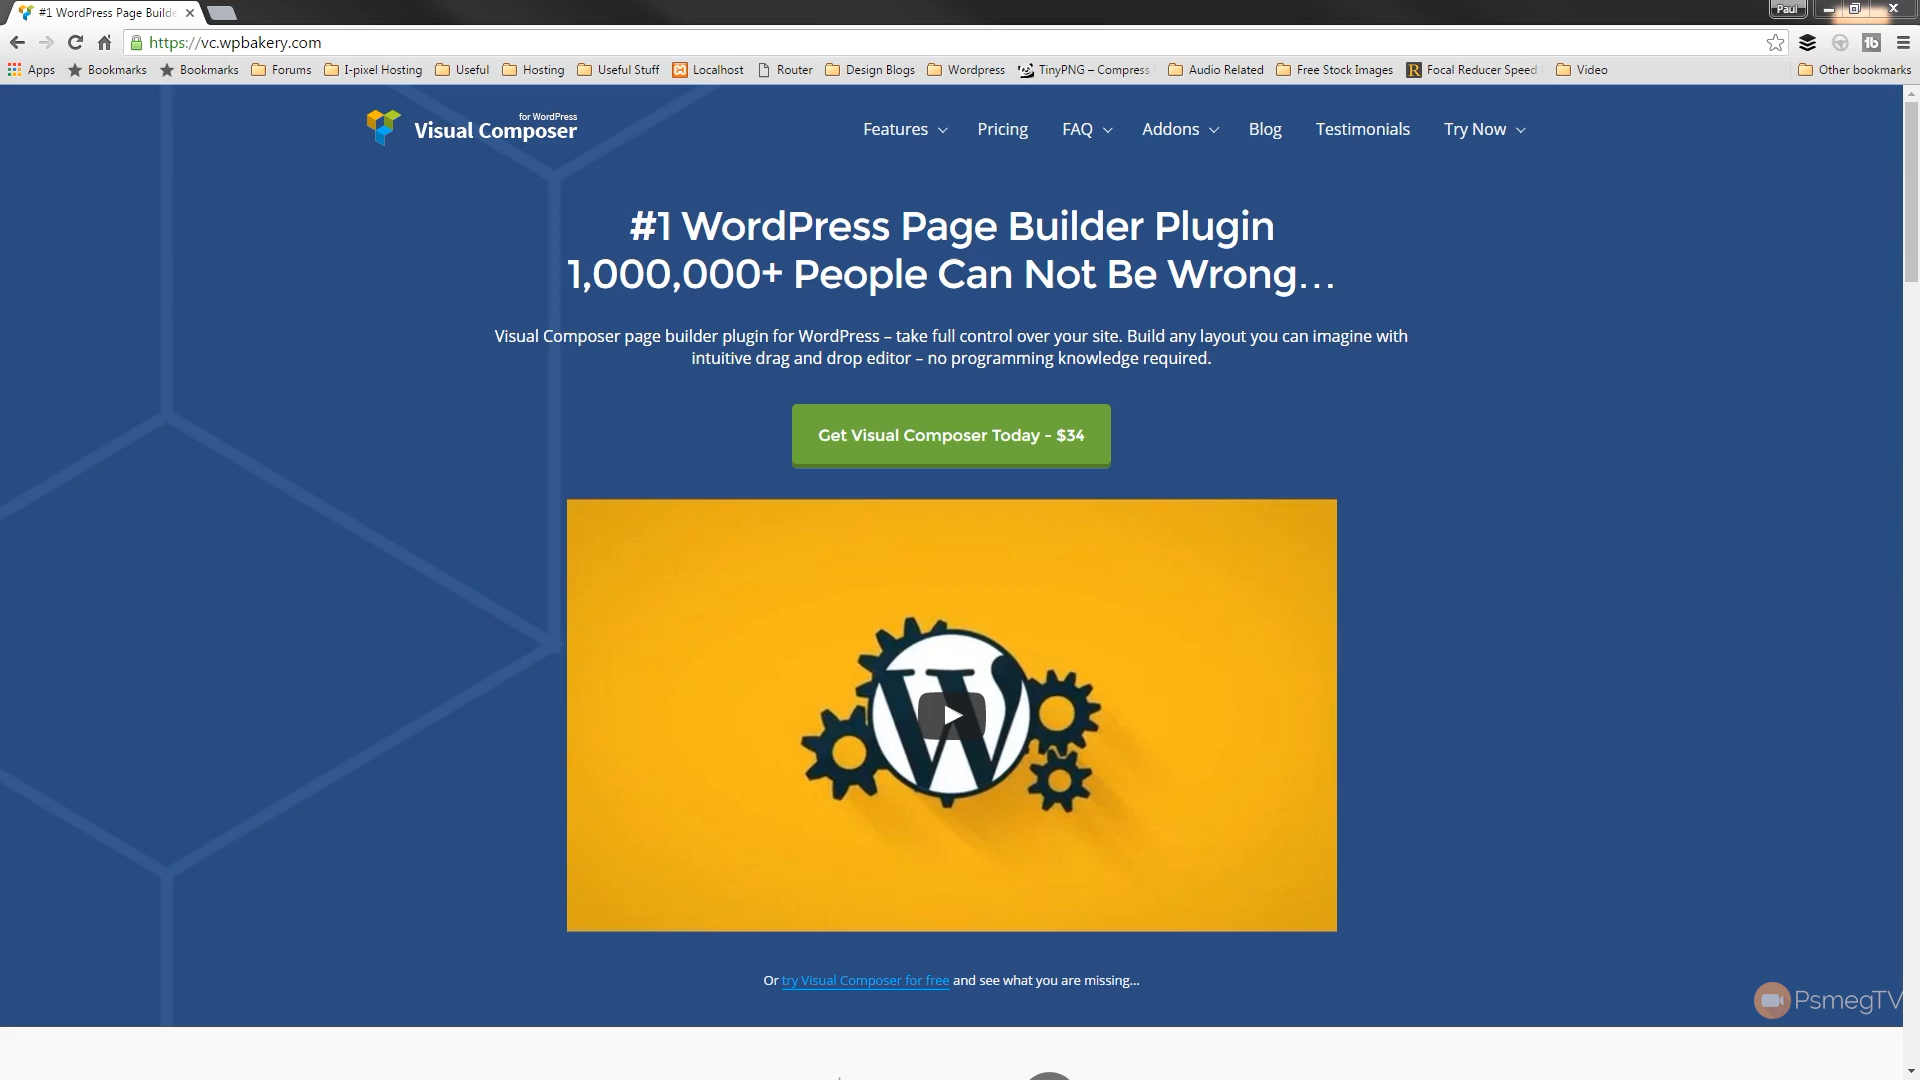 #1 WordPress Page Builde
Paul
https://vc.wpbakery.com
Apps Bookmarks Bookmarks Forums I-pixel Hosting Useful Hosting Useful Stuff Localhost Router Design Blogs Wordpress TinyPNG – Compress Audio Related Free Stock Images Focal Reducer Speed Video Other bookmarks
for WordPress
Visual Composer
Features Pricing FAQ Addons Blog Testimonials Try Now
#1 WordPress Page Builder Plugin
1,000,000+ People Can Not Be Wrong...
Visual Composer page builder plugin for WordPress – take full control over your site. Build any layout you can imagine with
intuitive drag and drop editor – no programming knowledge required.
Get Visual Composer Today - $34
W
Or try Visual Composer for free and see what you are missing...
PsmegTV